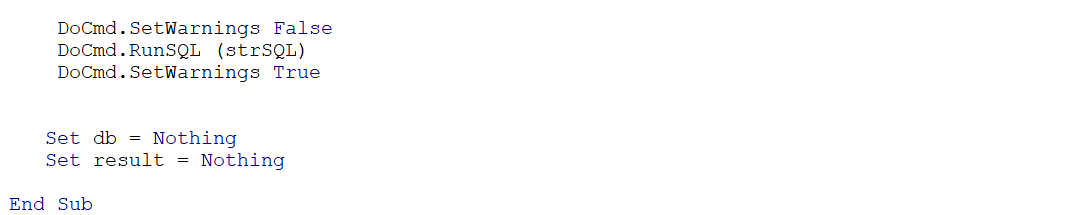 DoCmd.SetWarnings False
DoCmd.RunSQL (strSQL)
DoCmd.SetWarnings True
Set db = Nothing
Set result = Nothing
End Sub